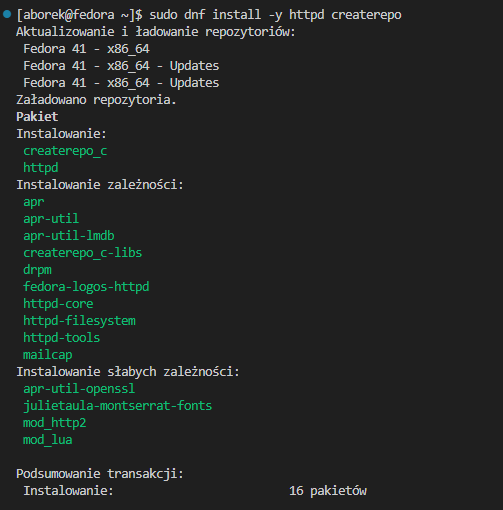 [aborek@fedora ~]$ sudo dnf install -y httpd createrepo
Aktualizowanie i ładowanie repozytoriów:
Fedora 41 - x86_64
Fedora 41 - x86_64 - Updates
Fedora 41 - x86_64 - Updates
Załadowano repozytoria.
Pakiet
Instalowanie:
createrepo_c
httpd
Instalowanie zależności:
apr
apr-util
apr-util-lmdb
createrepo_c-libs
drpm
fedora-logos-httpd
httpd-core
httpd-filesystem
httpd-tools
mailcap
Instalowanie słabych zależności:
apr-util-openssl
julietaula-montserrat-fonts
mod_http2
mod_lua
Podsumowanie transakcji:
Instalowanie: 16 pakietów